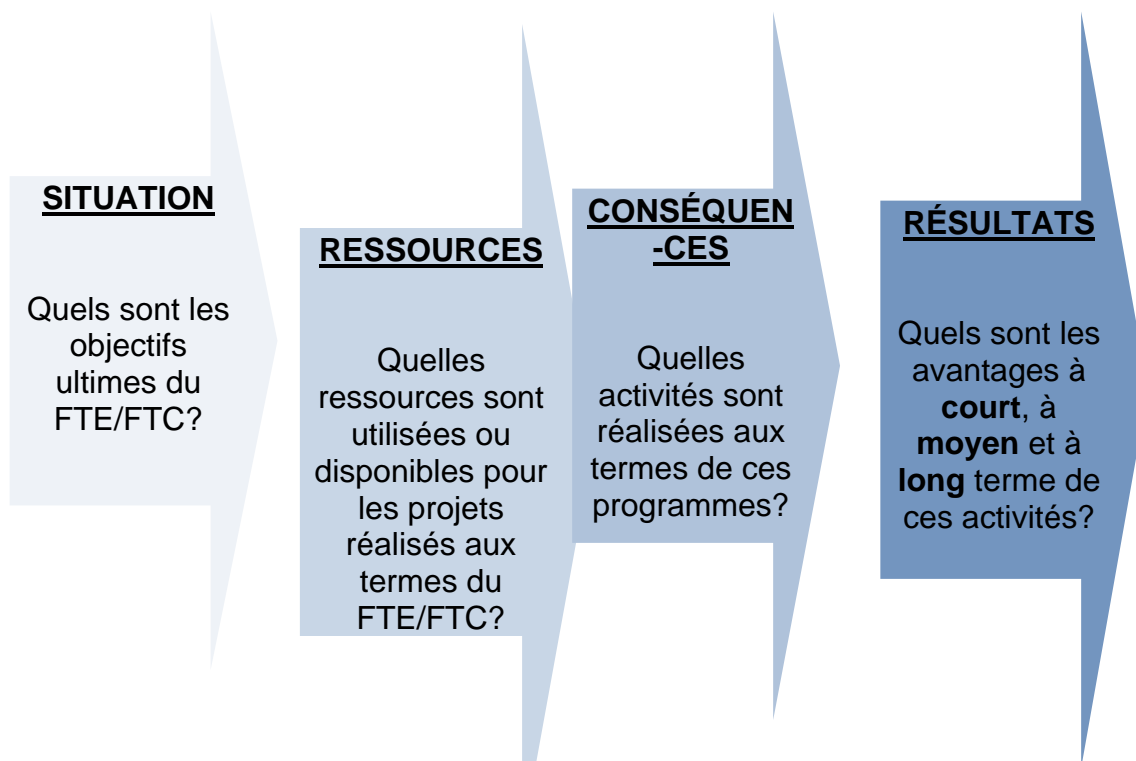 SITUATION
Quels sont les
objectifs
ultimes du
FTE/FTC?
RESSOURCES
Quelles
ressources sont
utilisées ou
disponibles pour
les projets
réalisés aux
termes du
FTE/FTC?
CONSÉQUEN
-CES
Quelles
activités sont
réalisées aux
termes de ces
programmes?
RÉSULTATS
Quels sont les
avantages à
court, à
moyen et à
long terme de
ces activités?